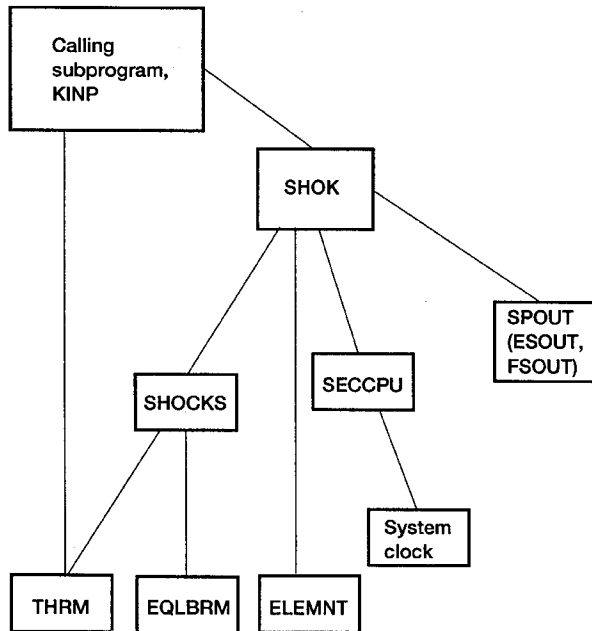 Calling
subprogram,
KINP
SHOK
SPOUT
(ESOUT,
FSOUT)
SECCPU
SHOCKS
System
clock
THRM
EQLBRM
ELEMNT